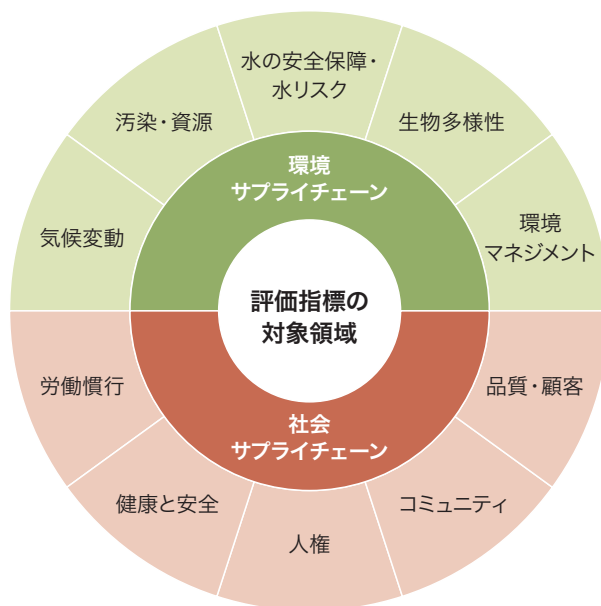 水の安全保障・
水リスク
汚染・資源
生物多様性
環境
サプライチェーン
気候変動
環境
マネジメント
評価指標の
対象領域
労働慣行
品質・顧客
社会
サプライチェーン
健康と安全
コミュニティ
人権